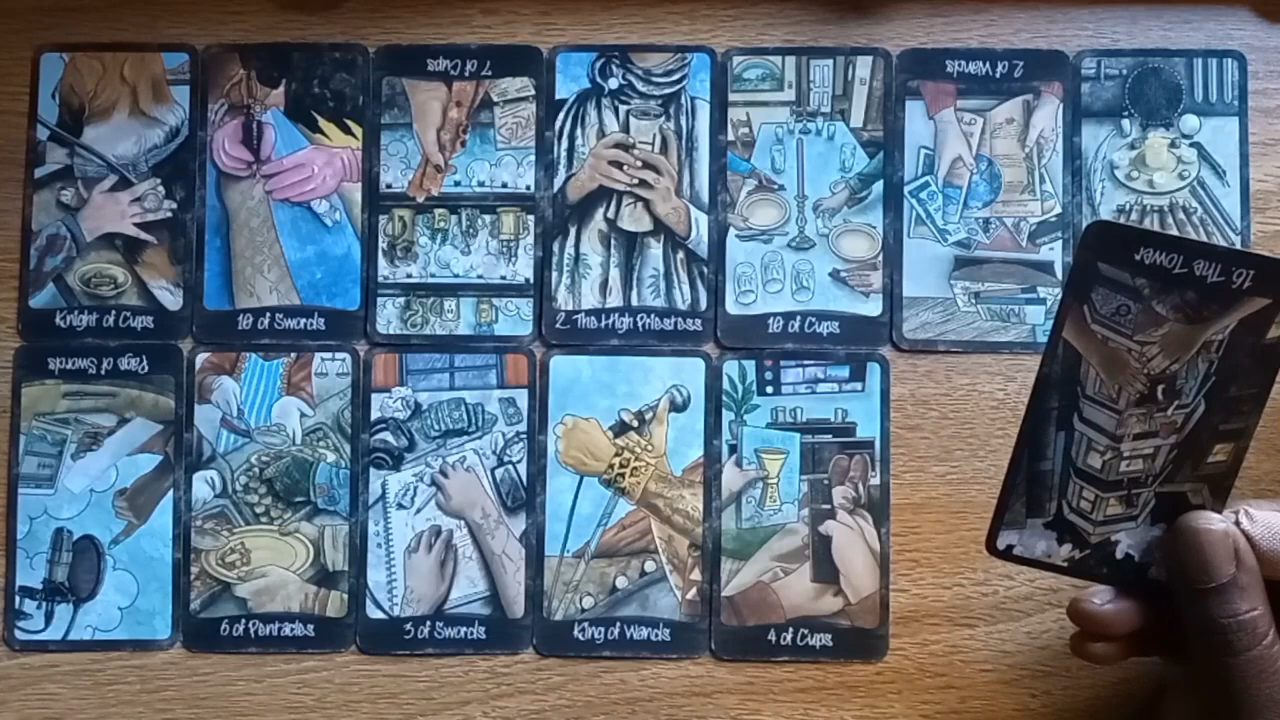 Knight of Cups
10 of Swords
7 of Cups
2. The High Priestess
10 of Cups
2 of Wands
16. The Tower
Page of Swords
6 of Pentacles
3 of Swords
King of Wands
4 of Cups